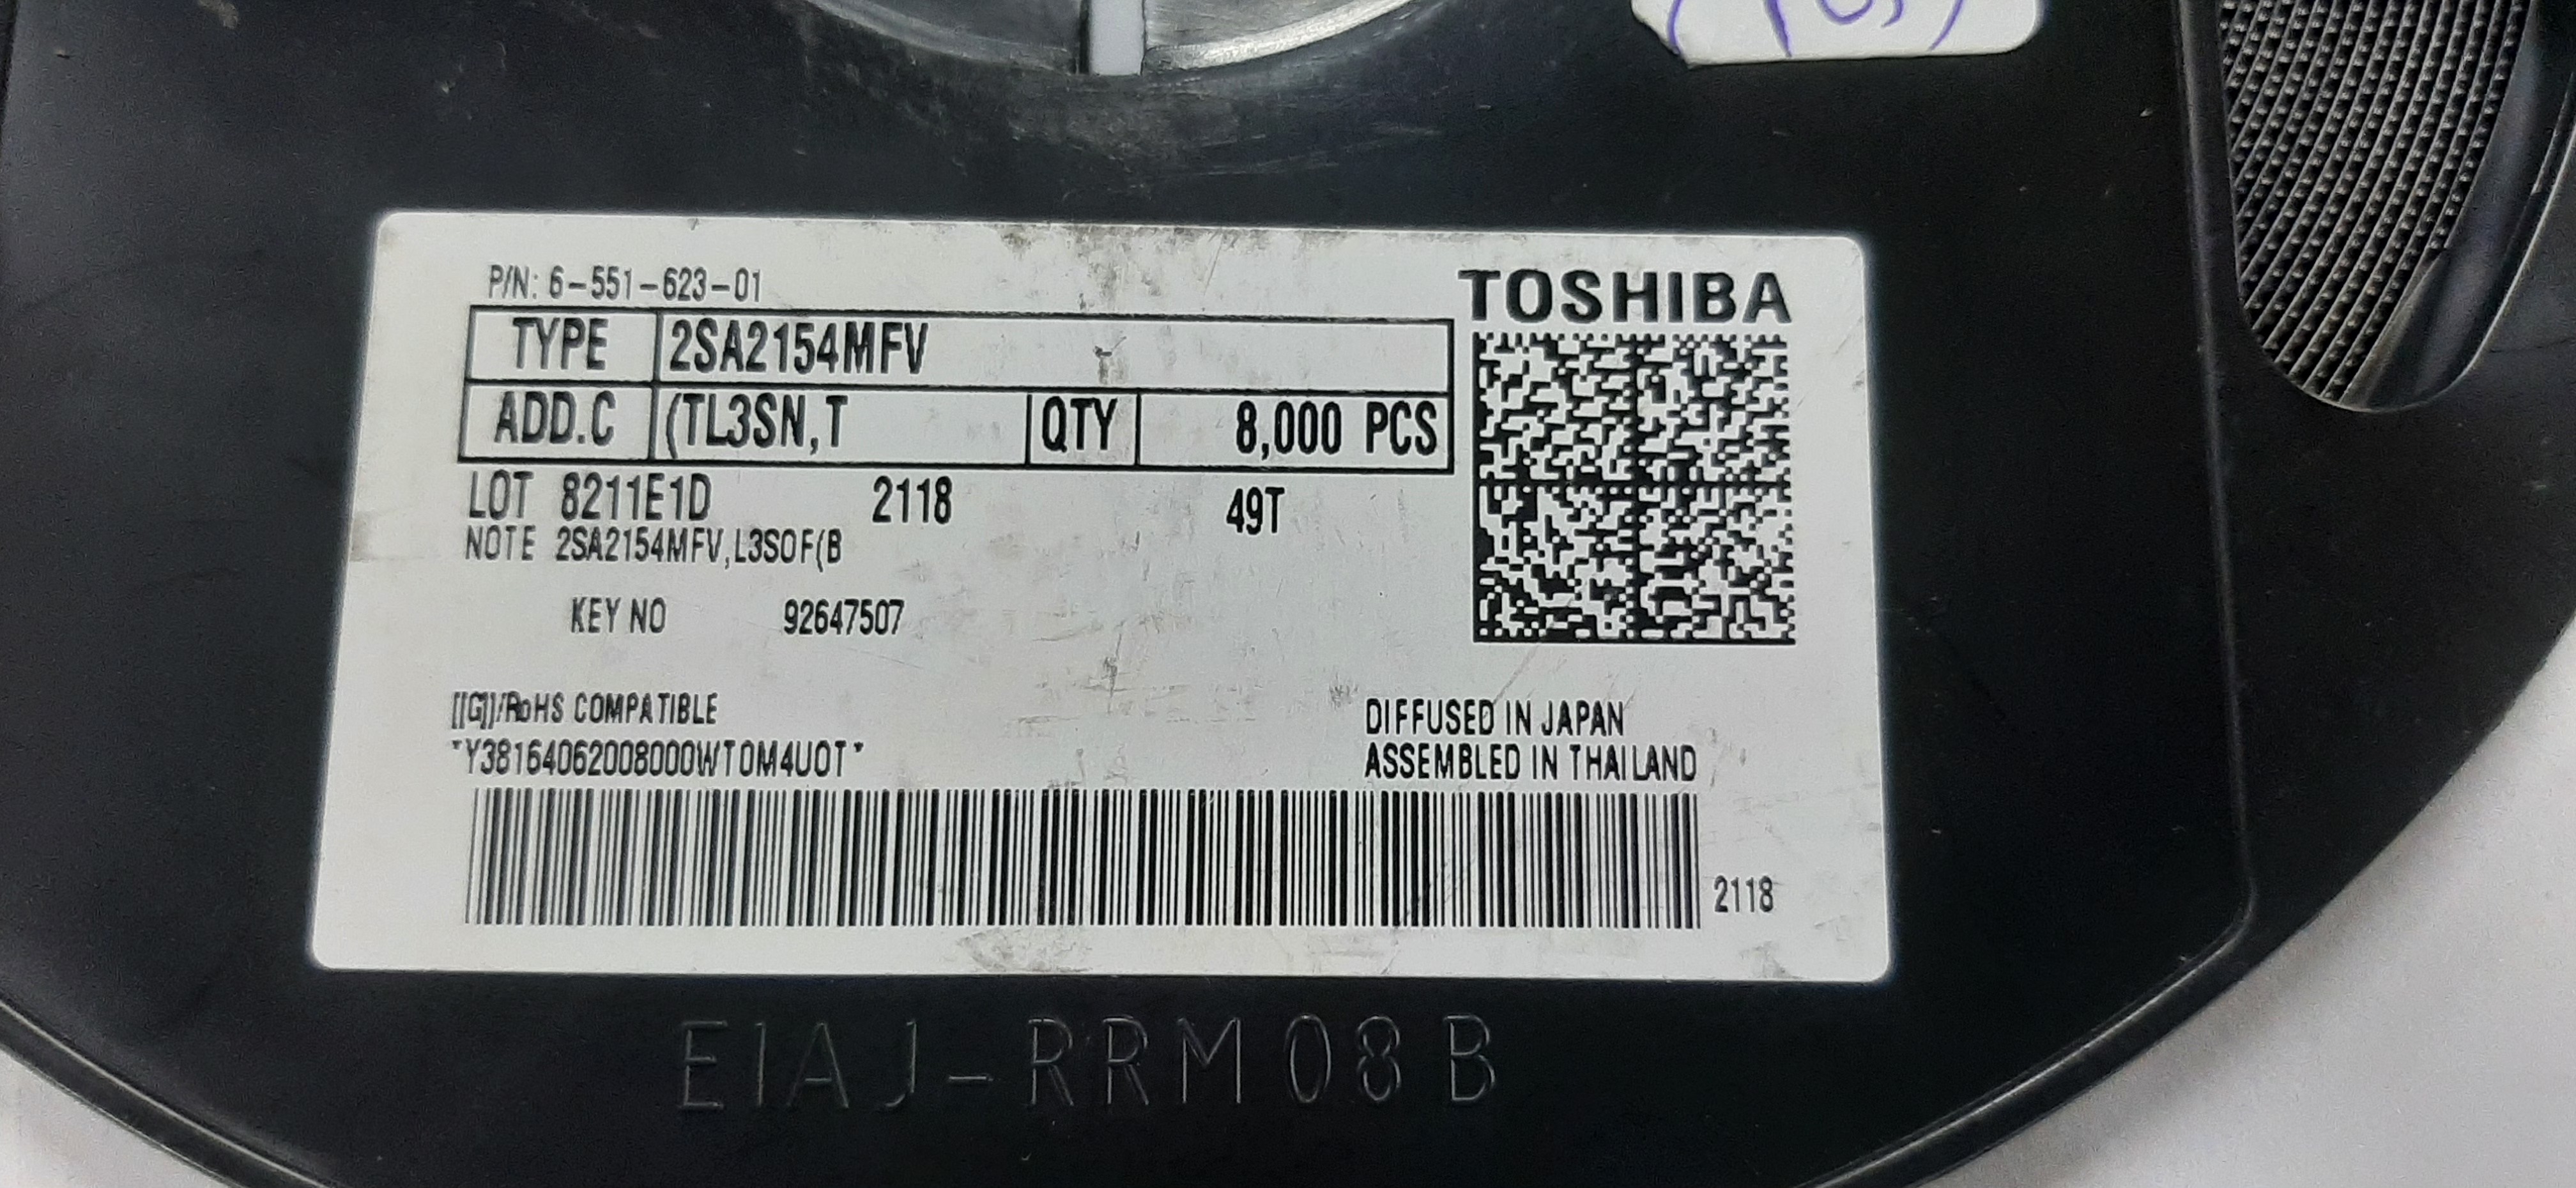 P/N: 6-551-623-01
TOSHIBA
TYPE 2SA2154MFV
ADD.C (TL3SN,T QTY 8,000 PCS
LOT 8211E1D 2118 49T
NOTE 2SA2154MFV,L3SOF(B
KEY NO 92647507
[[G]]/RoHS COMPATIBLE
DIFFUSED IN JAPAN
*Y38164062008000WT0M4U0T*
ASSEMBLED IN THAILAND
2118
EIAJ-RRM08B